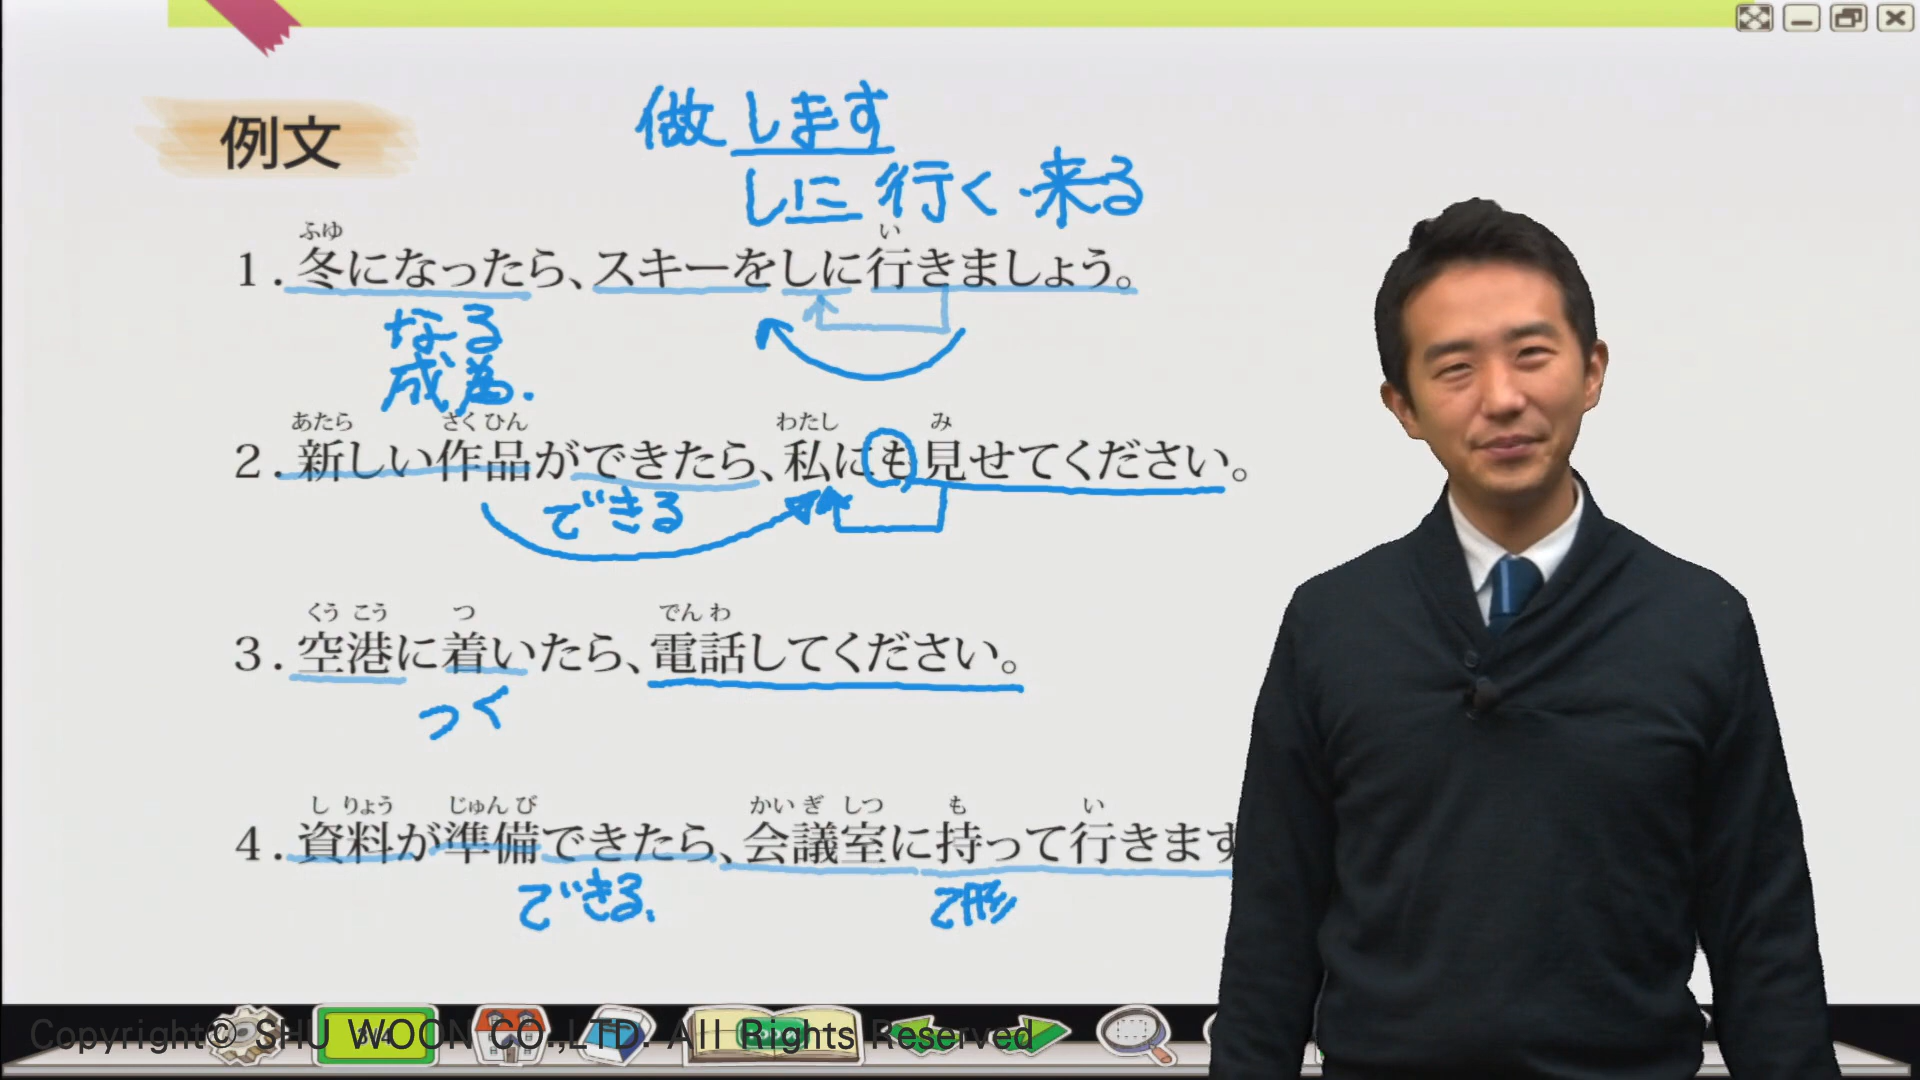 例文
做します
しに行く・来る
ふゆ い
1.冬になったら、スキーをしに行きましょう。
なる
成為.
あたら さくひん わたし み
2.新しい作品ができたら、私にも見せてください。
できる
くうこう つ でんわ
3.空港に着いたら、電話してください。
つく
しりょう じゅんび かいぎしつ も い
4.資料が準備できたら、会議室に持って行きます
できる.
て形
Copyright© SHU WOON CO.,LTD. All Rights Reserved